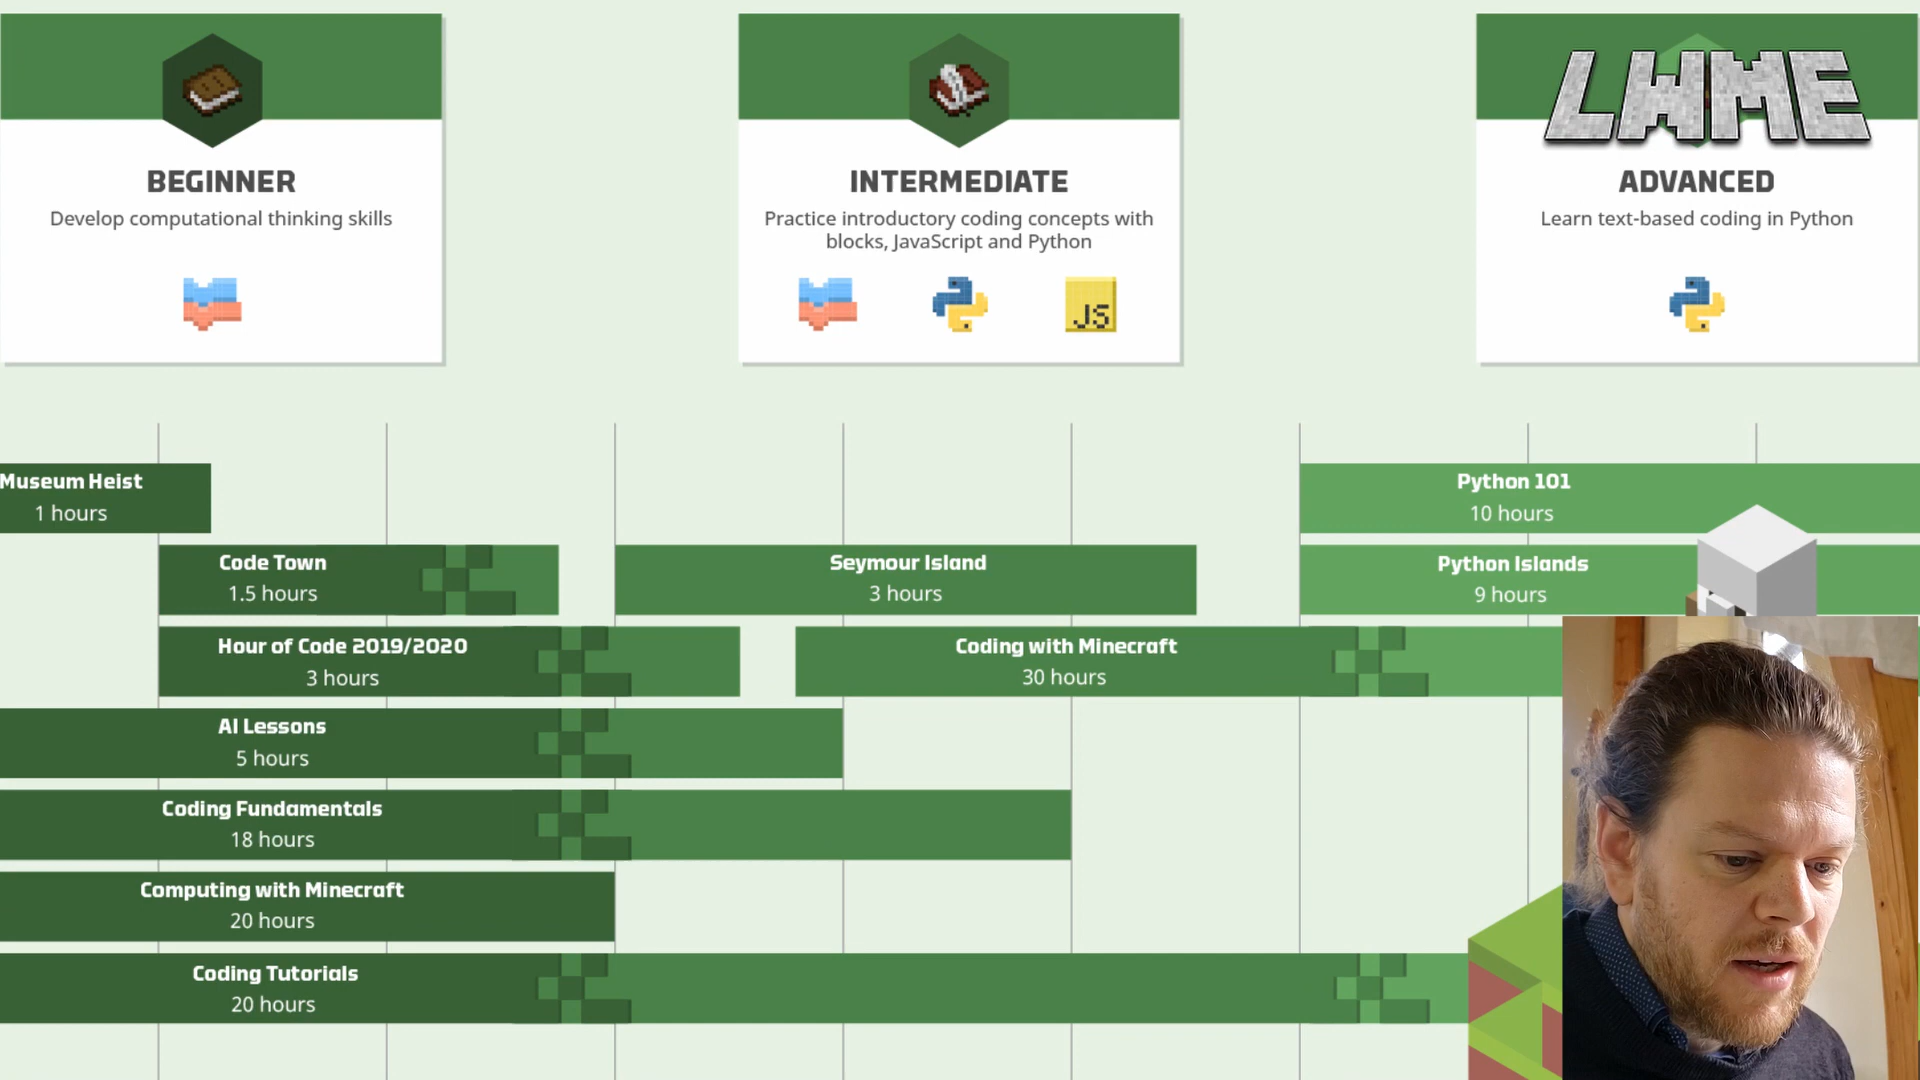 LWME
BEGINNER
Develop computational thinking skills
INTERMEDIATE
Practice introductory coding concepts with
blocks, JavaScript and Python
JS
ADVANCED
Learn text-based coding in Python
Museum Heist
1 hours
Python 101
10 hours
Code Town
1.5 hours
Seymour Island
3 hours
Python Islands
9 hours
Hour of Code 2019/2020
3 hours
Coding with Minecraft
30 hours
AI Lessons
5 hours
Coding Fundamentals
18 hours
Computing with Minecraft
20 hours
Coding Tutorials
20 hours